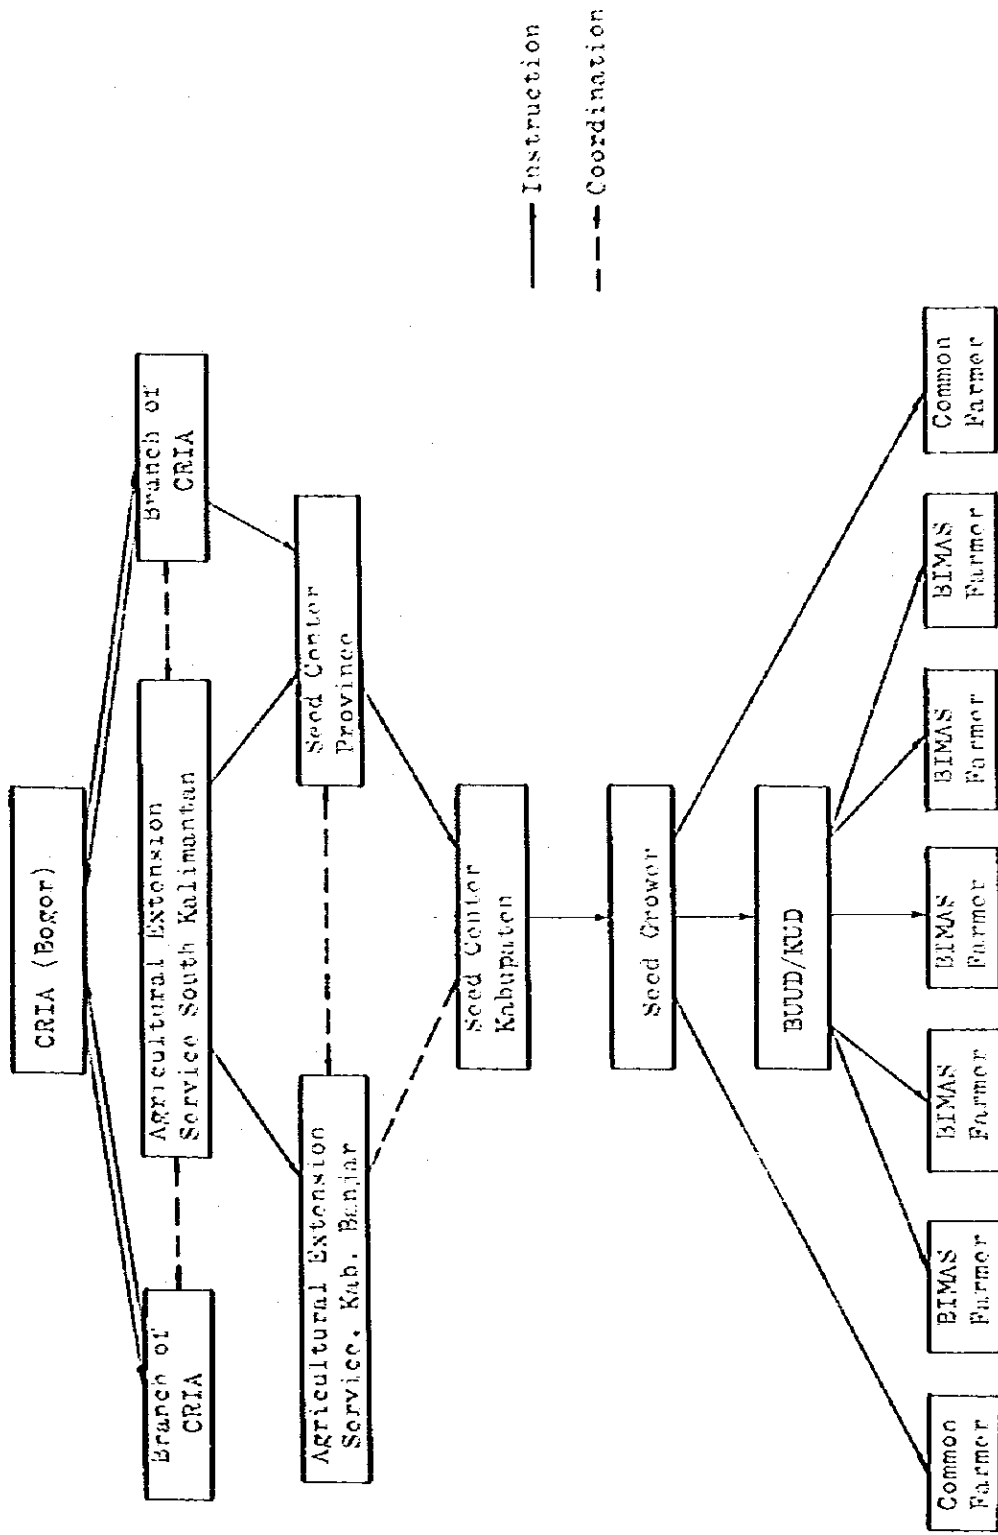 CRIA (Bogor)
Branch of
CRIA
Agricultural Extension
Service South Kalimantan
Branch of
CRIA
Agricultural Extension
Service, Kab. Banjar
Seed Center
Province
Seed Center
Kabupaten
Seed Grower
BUUD/KUD
Common
Farmer
BIMAS
Farmer
BIMAS
Farmer
BIMAS
Farmer
BIMAS
Farmer
BIMAS
Farmer
Common
Farmer
Instruction
Coordination